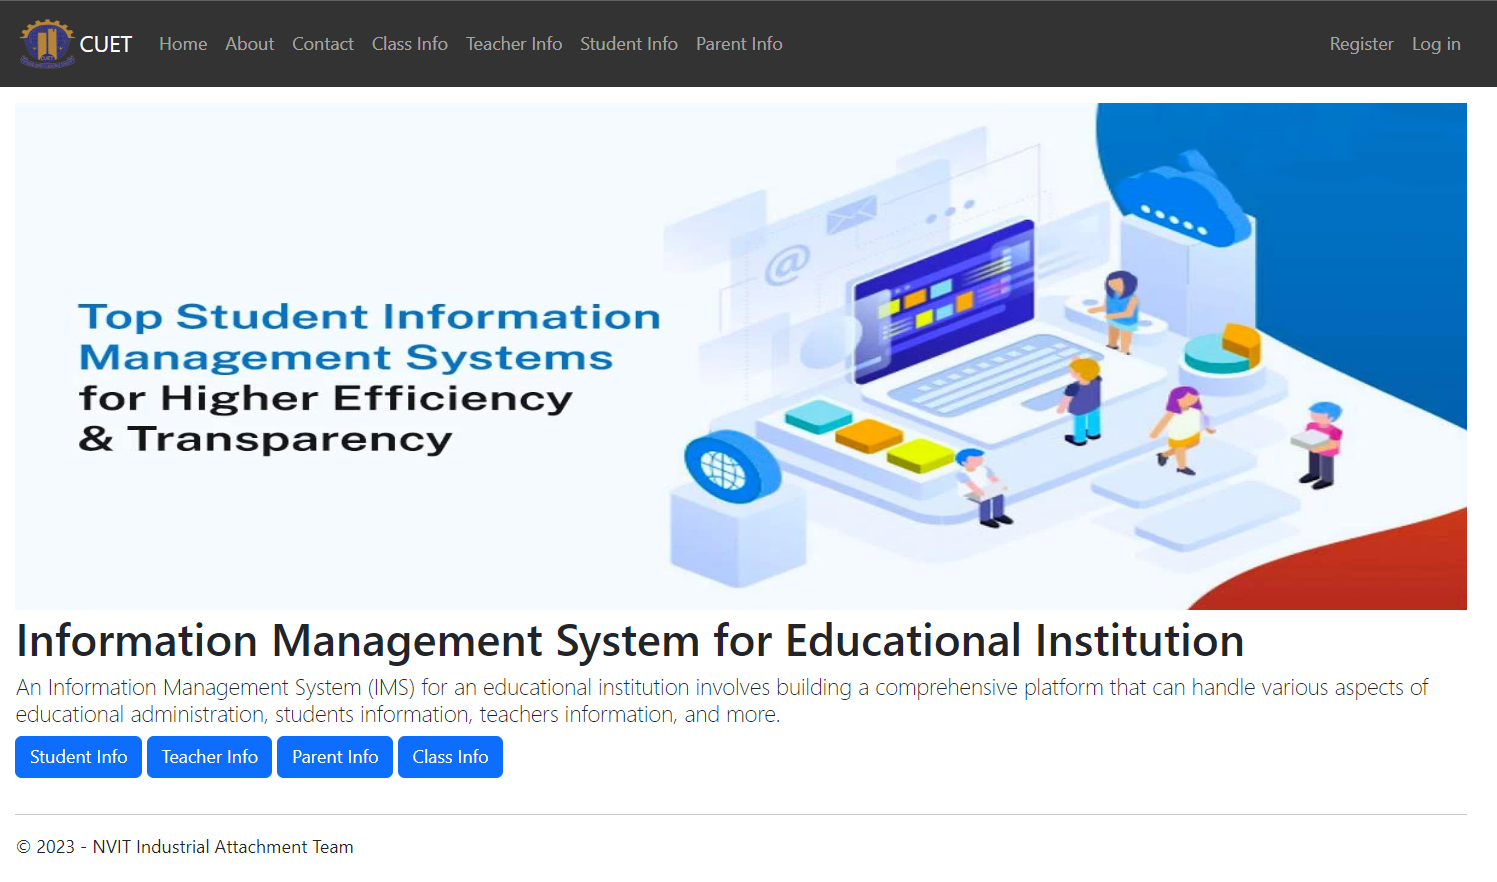 CUET
CUET Home About Contact Class Info Teacher Info Student Info Parent Info Register Log in
@
Top Student Information
Management Systems
for Higher Efficiency
& Transparency
Information Management System for Educational Institution
An Information Management System (IMS) for an educational institution involves building a comprehensive platform that can handle various aspects of
educational administration, students information, teachers information, and more.
Student Info Teacher Info Parent Info Class Info
© 2023 - NVIT Industrial Attachment Team